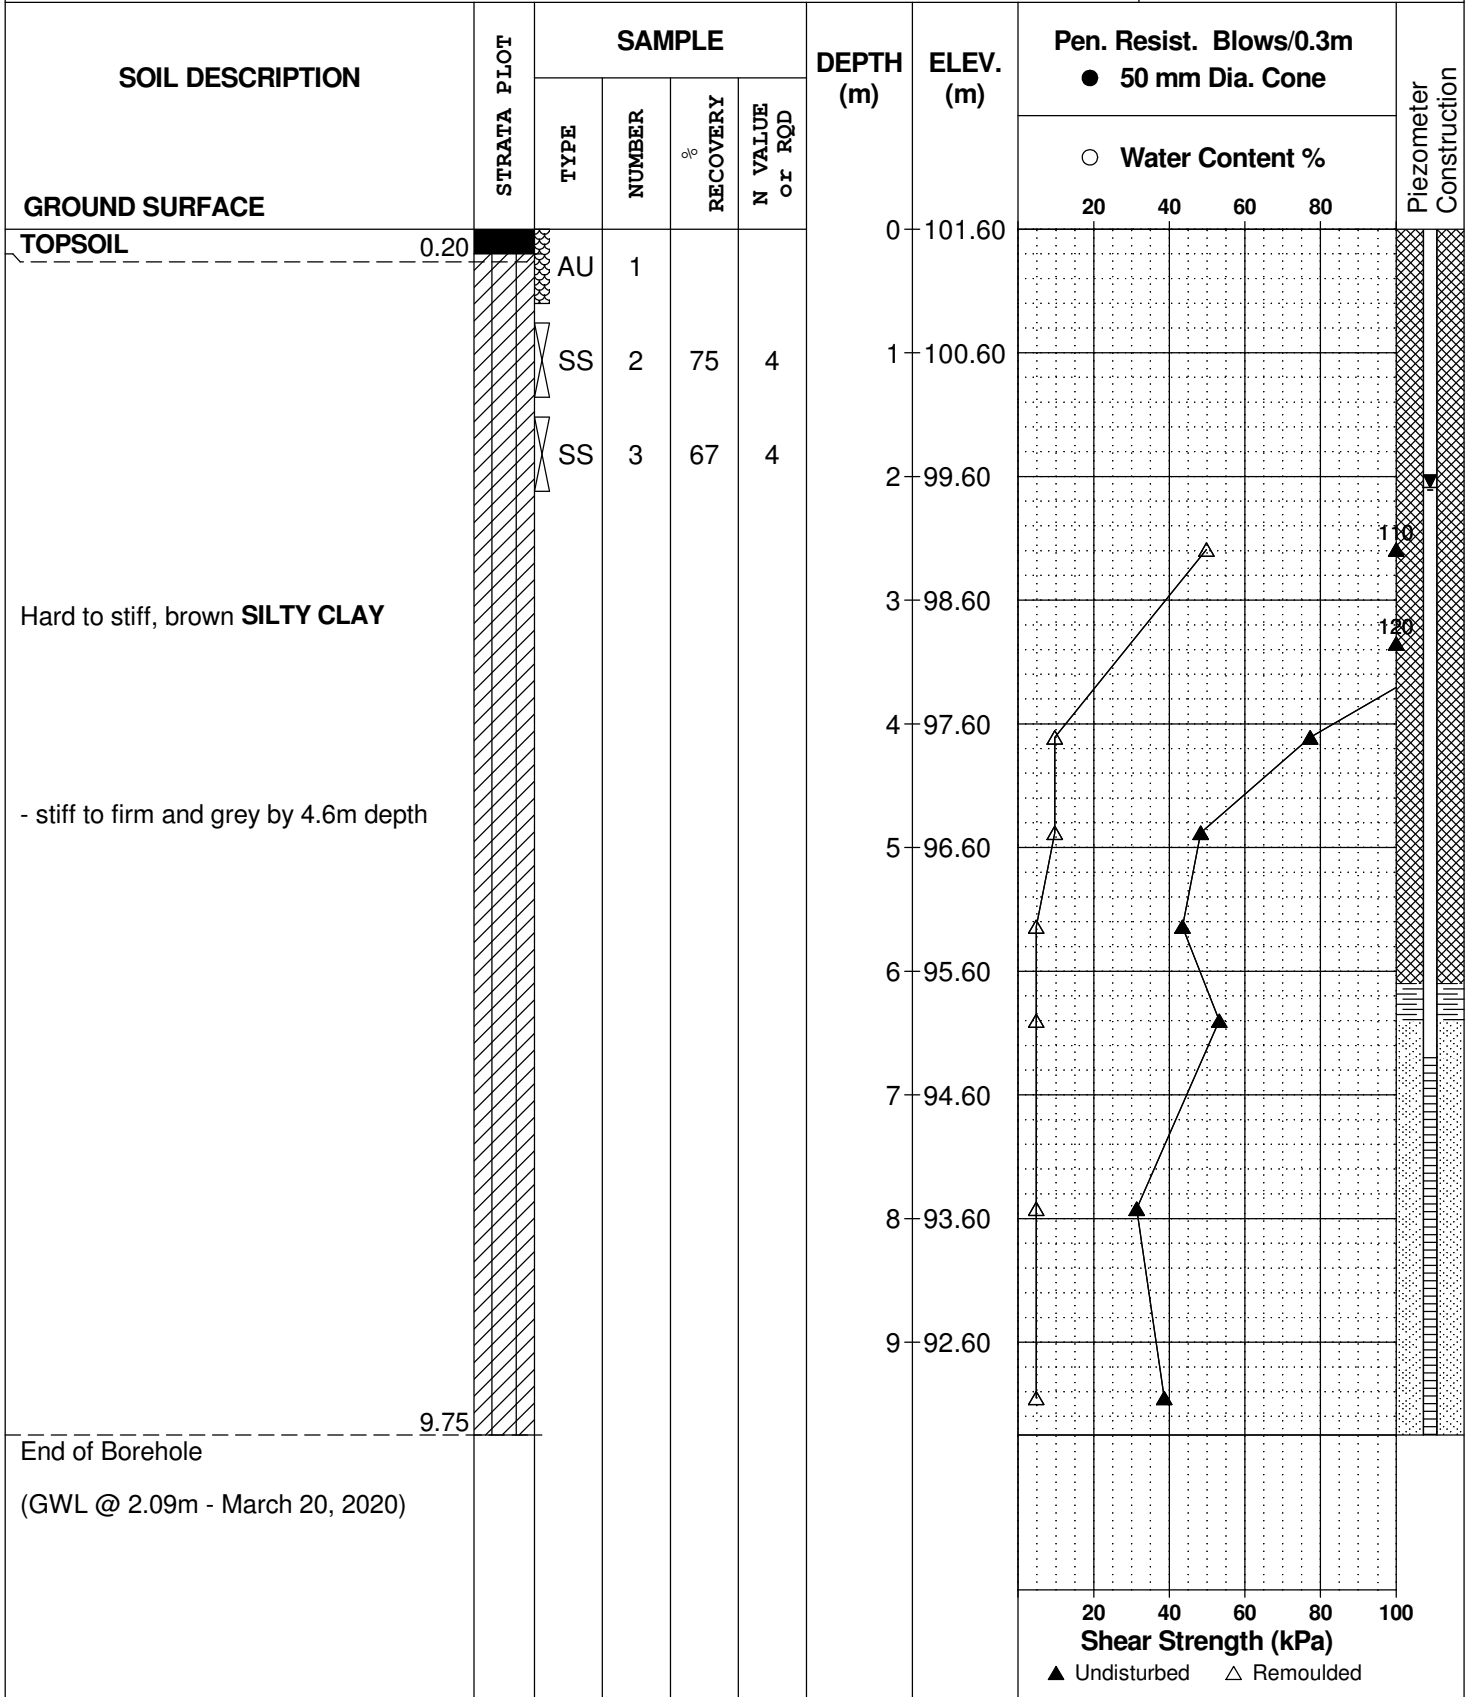 SOIL DESCRIPTION
GROUND SURFACE
STRATA PLOT
SAMPLE
TYPE
NUMBER
%
RECOVERY
N VALUE
or RQD
DEPTH
(m)
ELEV.
(m)
Pen. Resist. Blows/0.3m
● 50 mm Dia. Cone
○ Water Content %
20 40 60 80
Piezometer
Construction
TOPSOIL 0.20
0 101.60
AU 1
SS 2 75 4
1 100.60
SS 3 67 4
2 99.60
110
3 98.60
Hard to stiff, brown SILTY CLAY
120
4 97.60
- stiff to firm and grey by 4.6m depth
5 96.60
6 95.60
7 94.60
8 93.60
9 92.60
9.75
End of Borehole
(GWL @ 2.09m - March 20, 2020)
20 40 60 80 100
Shear Strength (kPa)
▲ Undisturbed △ Remoulded